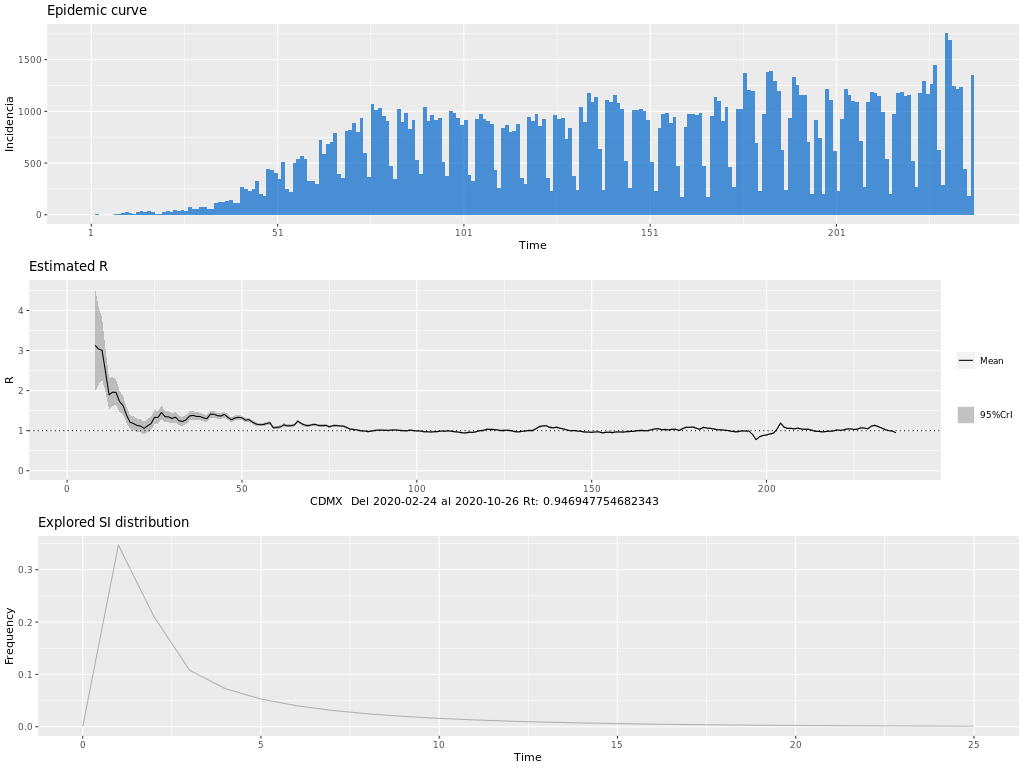 Epidemic curve
1500
1000
500
0
Incidencia
1 51 101 151 201
Time
Estimated R
4
3
2
1
0
R
Mean
95%CrI
0 50 100 150 200
CDMX Del 2020-02-24 al 2020-10-26 Rt: 0.946947754682343
Explored SI distribution
0.3
0.2
0.1
0.0
Frequency
0 5 10 15 20 25
Time